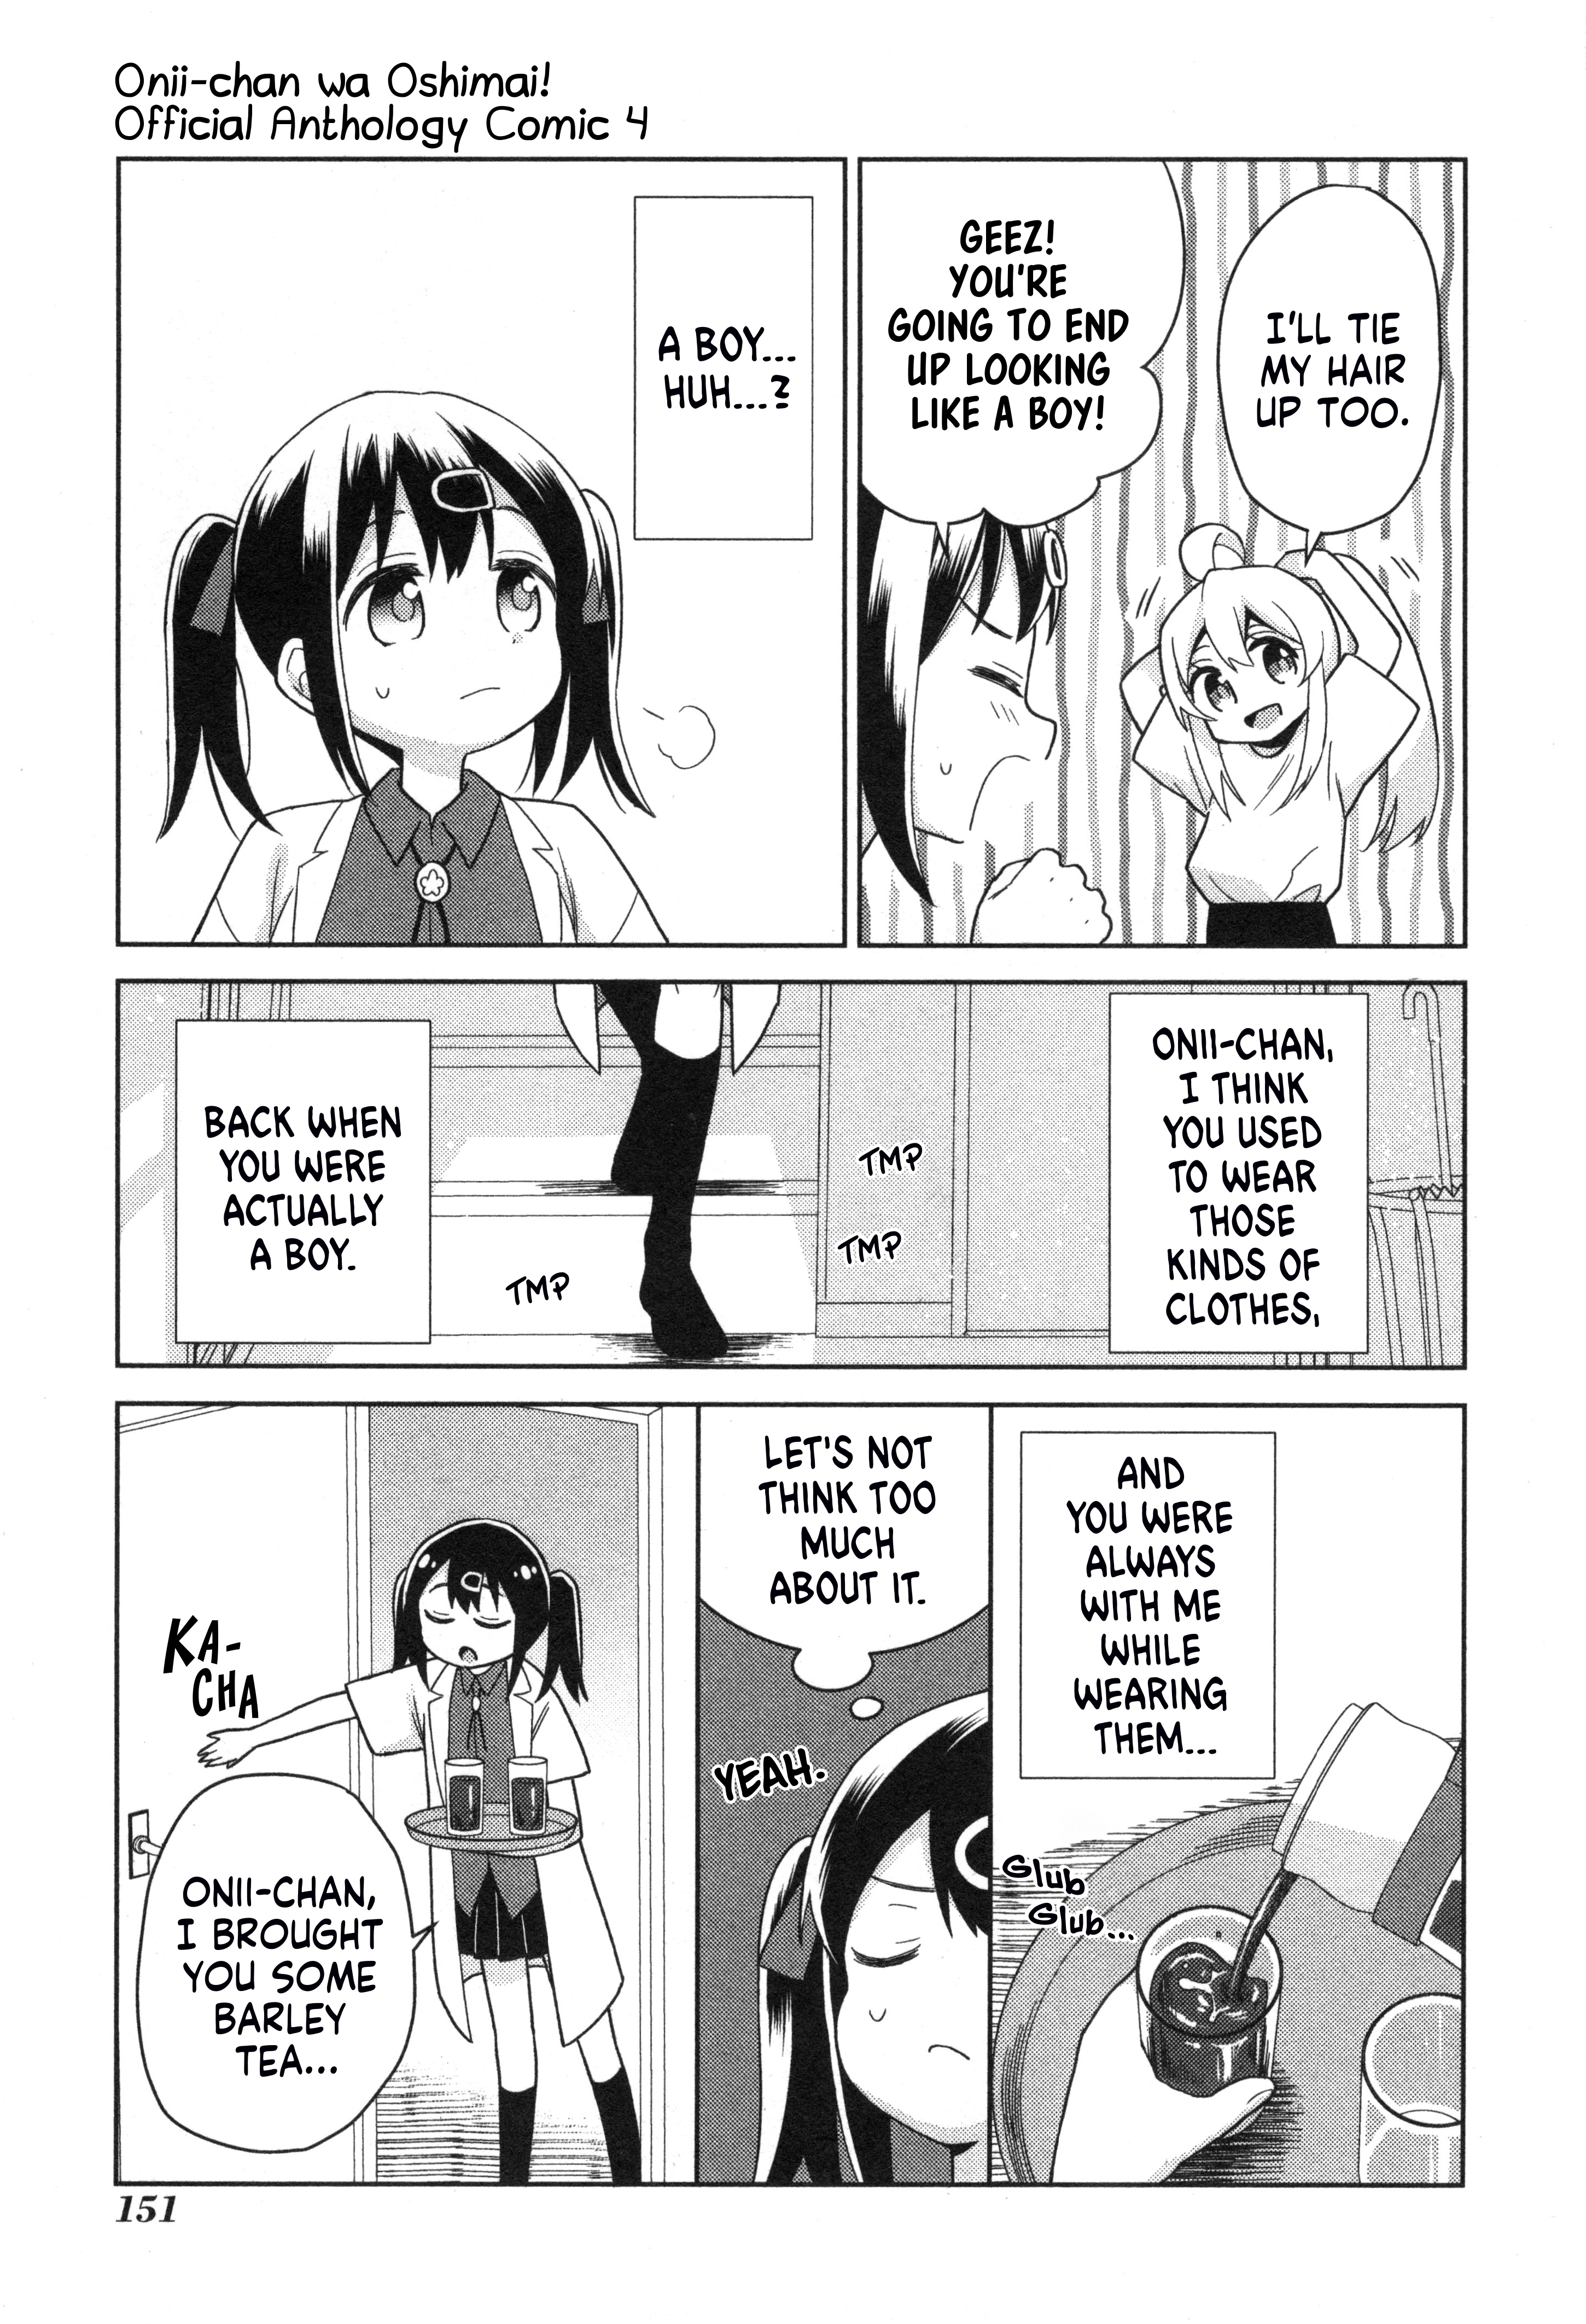 Onii-chan wa Oshimai!
Official Anthology Comic 4
I'LL TIE
MY HAIR
UP TOO.
GEEZ!
YOU'RE
GOING TO END
UP LOOKING
LIKE A BOY!
A BOY...
HUH...?
ONII-CHAN,
I THINK
YOU USED
TO WEAR
THOSE
KINDS OF
CLOTHES,
TMP
TMP
TMP
BACK WHEN
YOU WERE
ACTUALLY
A BOY.
AND
YOU WERE
ALWAYS
WITH ME
WHILE
WEARING
THEM...
Glub
Glub...
LET'S NOT
THINK TOO
MUCH
ABOUT IT.
YEAH.
KA-
CHA
ONII-CHAN,
I BROUGHT
YOU SOME
BARLEY
TEA...
151